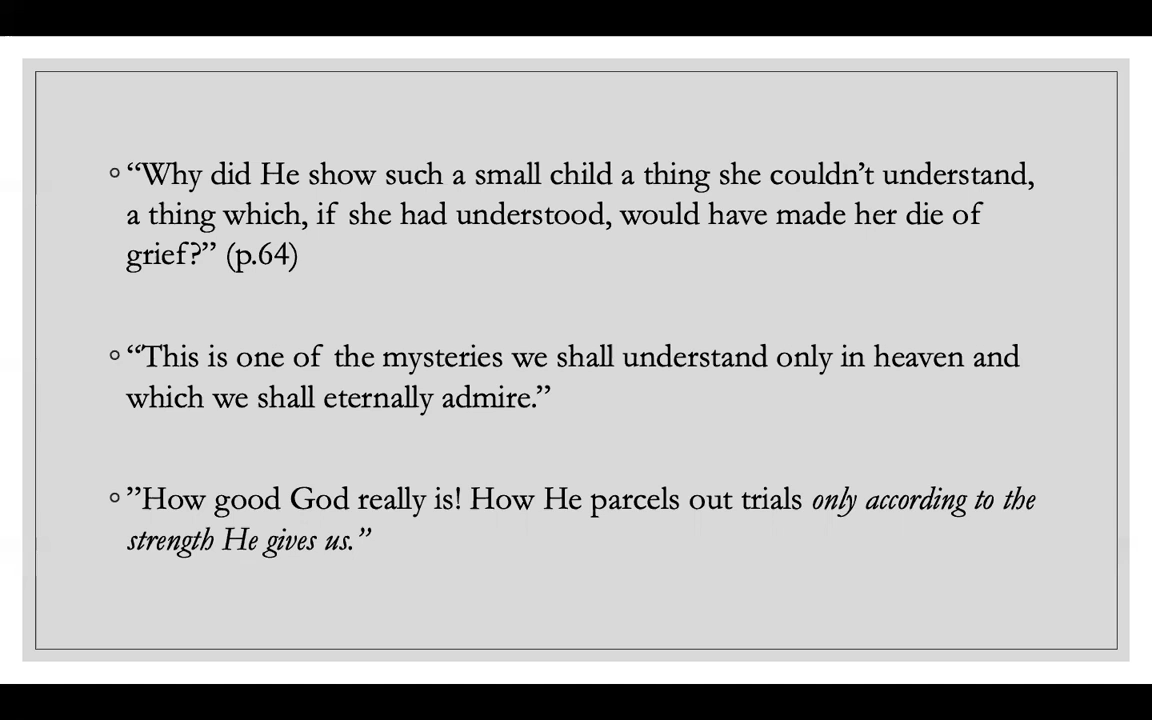 ◦ “Why did He show such a small child a thing she couldn’t understand,
a thing which, if she had understood, would have made her die of
grief?” (p.64)
◦ “This is one of the mysteries we shall understand only in heaven and
which we shall eternally admire.”
◦ ”How good God really is! How He parcels out trials only according to the
strength He gives us.”